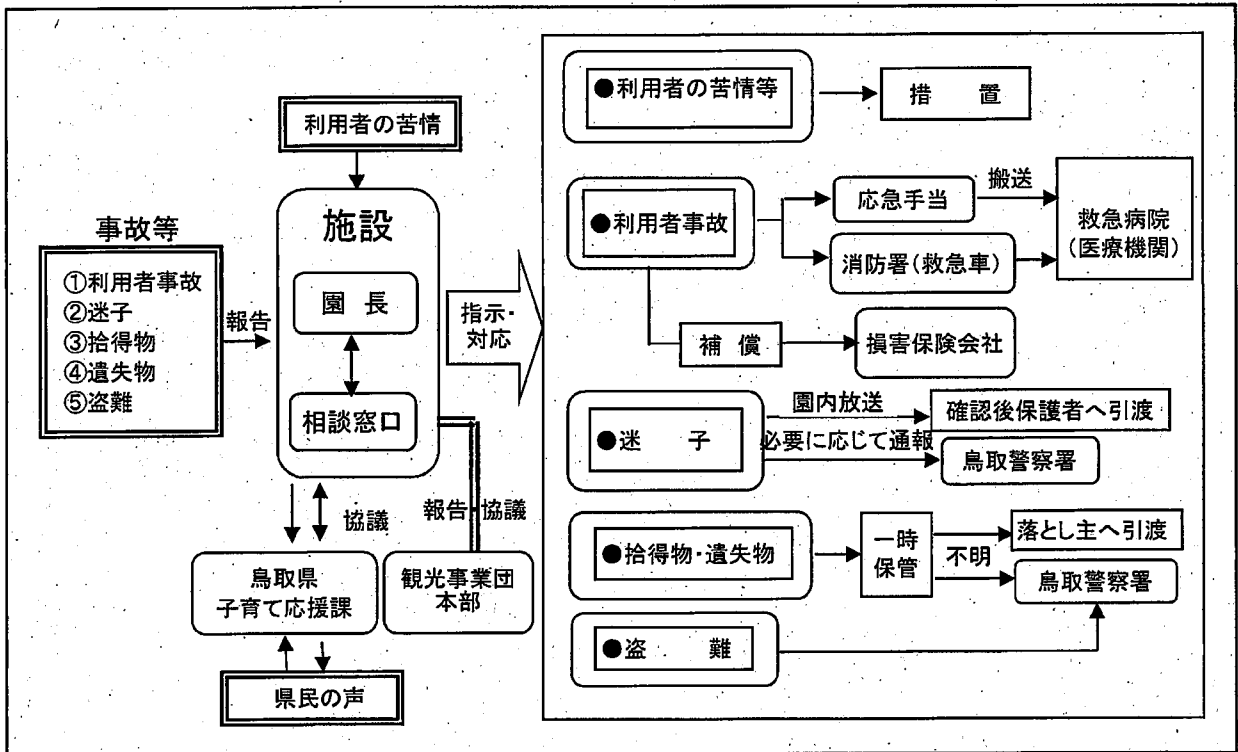 利用者の苦情
事故等
①利用者事故
②迷子
③拾得物
④遺失物
⑤盗難
報告
施設
園長
相談窓口
協議
報告・協議
鳥取県
子育て応援課
観光事業団
本部
県民の声
指示・
対応
●利用者の苦情等
措置
●利用者事故
応急手当
搬送
消防署(救急車)
救急病院
(医療機関)
補償
損害保険会社
●迷子
園内放送
確認後保護者へ引渡
必要に応じて通報
鳥取警察署
●拾得物・遺失物
一時
保管
落とし主へ引渡
不明
鳥取警察署
●盗難